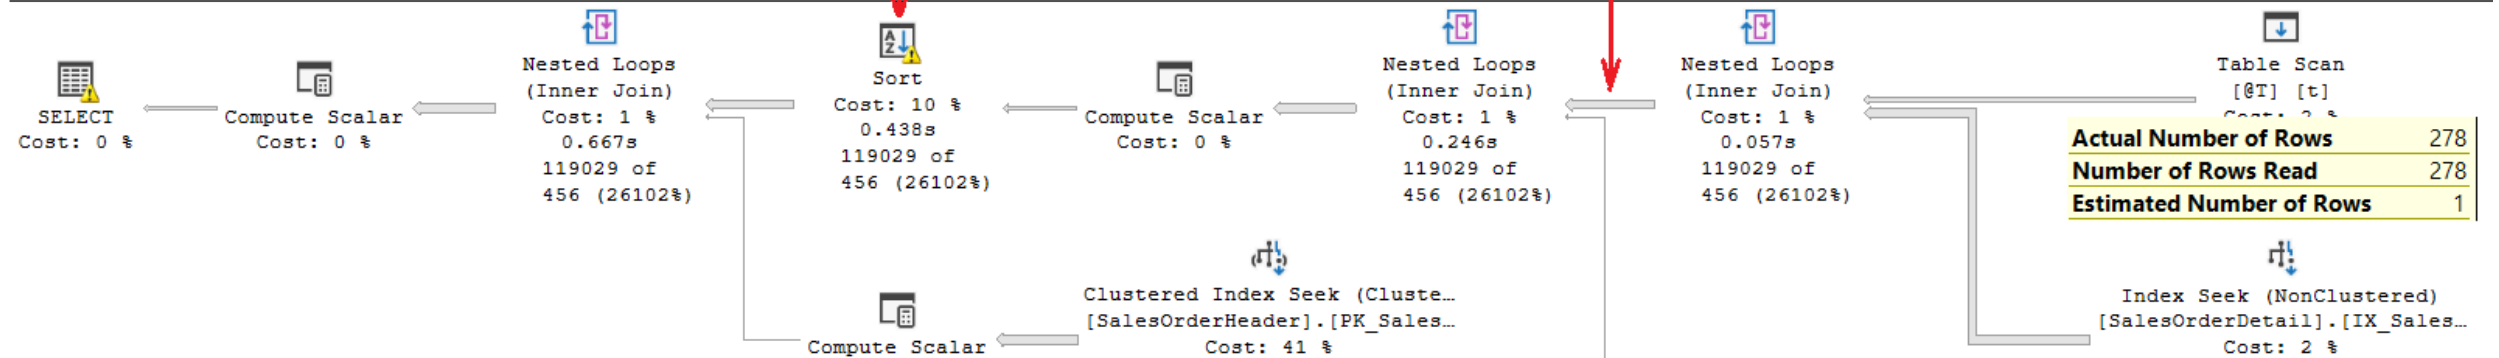 SELECT
Cost: 0 %
Compute Scalar
Cost: 0 %
Nested Loops
(Inner Join)
Cost: 1 %
0.667s
119029 of
456 (26102%)
A
Z
Sort
Cost: 10 %
0.438s
119029 of
456 (26102%)
Compute Scalar
Cost: 0 %
Nested Loops
(Inner Join)
Cost: 1 %
0.246s
119029 of
456 (26102%)
Nested Loops
(Inner Join)
Cost: 1 %
0.057s
119029 of
456 (26102%)
Table Scan
[@T] [t]
Cost: 2 %
Actual Number of Rows 278
Number of Rows Read 278
Estimated Number of Rows 1
Compute Scalar
Clustered Index Seek (Cluste…
[SalesOrderHeader].[PK_Sales…
Cost: 41 %
Index Seek (NonClustered)
[SalesOrderDetail].[IX_Sales…
Cost: 2 %